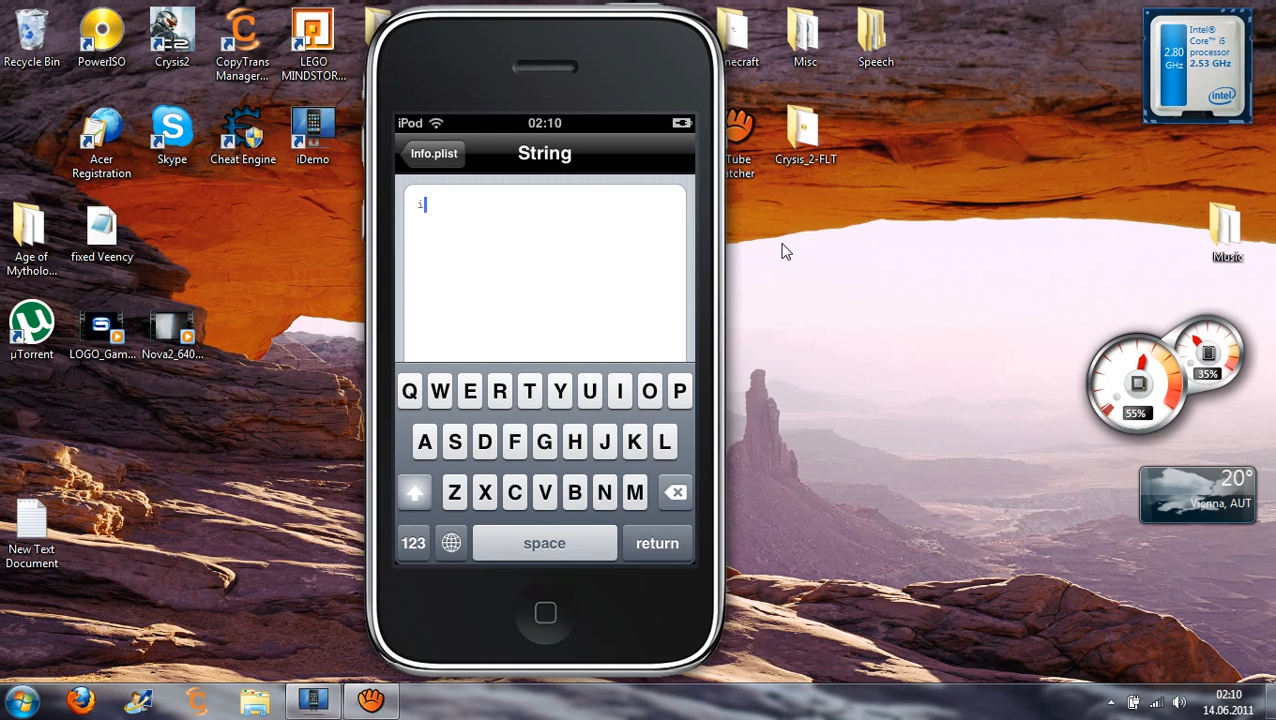 Recycle Bin
PowerISO
Crysis2
CopyTrans
Manager...
LEGO
MINDSTOR...
Misc
Speech
Intel®
Core™ i5
processor
2.53 GHz
2.80
GHz
intel
Acer
Registration
Skype
Cheat Engine
iDemo
Tube
Crysis_2-FLT
Age of
Mytholo...
fixed Veency
Music
µTorrent
LOGO_Gam...
Nova2_640...
New Text
Document
iPod
02:10
Info.plist
String
i
Q W E R T Y U I O P
A S D F G H J K L
Z X C V B N M
123
space
return
35%
55%
20°
Vienna, AUT
02:10
14.06.2011